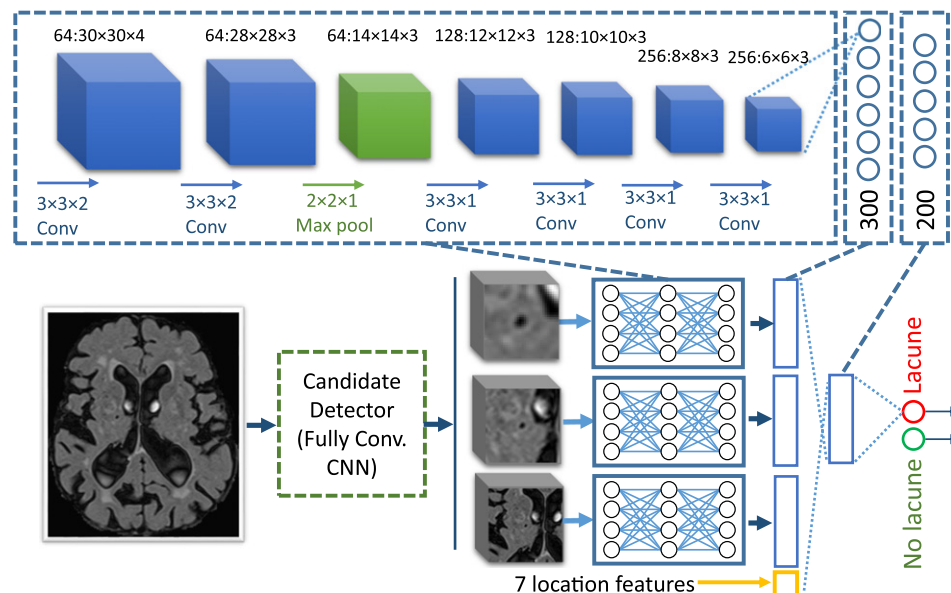 64:30×30×4
64:28×28×3
64:14×14×3
128:12×12×3
128:10×10×3
256:8×8×3
256:6×6×3
3×3×2
Conv
3×3×2
Conv
2×2×1
Max pool
3×3×1
Conv
3×3×1
Conv
3×3×1
Conv
3×3×1
Conv
300
200
Candidate
Detector
(Fully Conv.
CNN)
Lacune
No lacune
7 location features